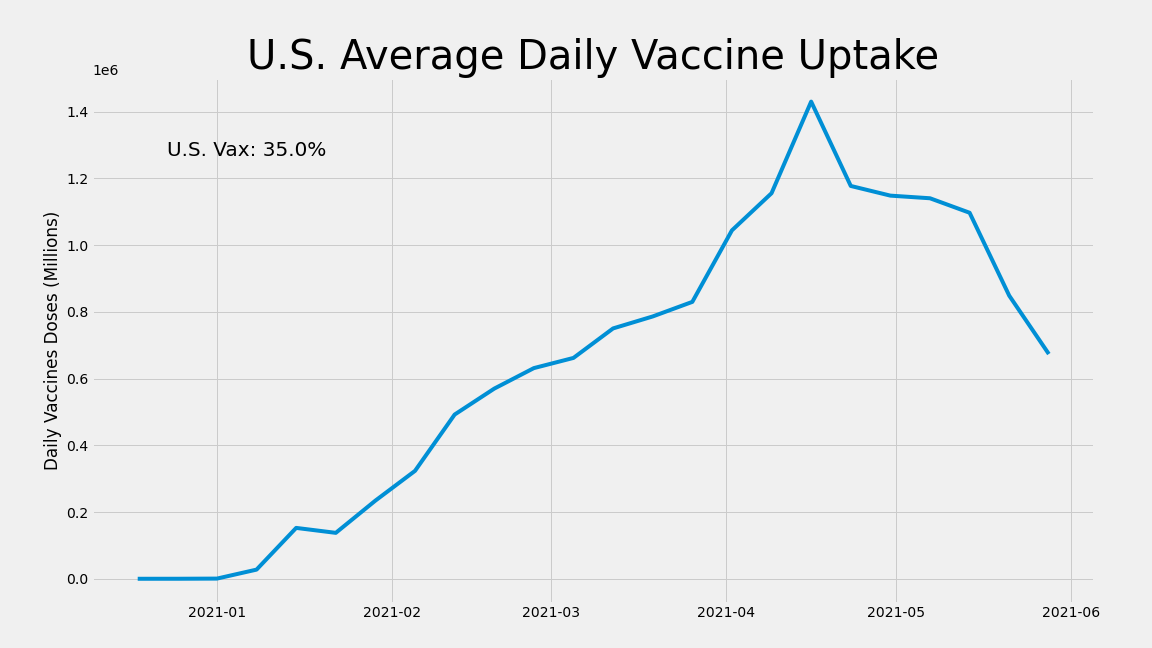 U.S. Average Daily Vaccine Uptake
1e6
1.4
U.S. Vax: 35.0%
1.2
1.0
0.8
0.6
0.4
0.2
0.0
Daily Vaccines Doses (Millions)
2021-01 2021-02 2021-03 2021-04 2021-05 2021-06